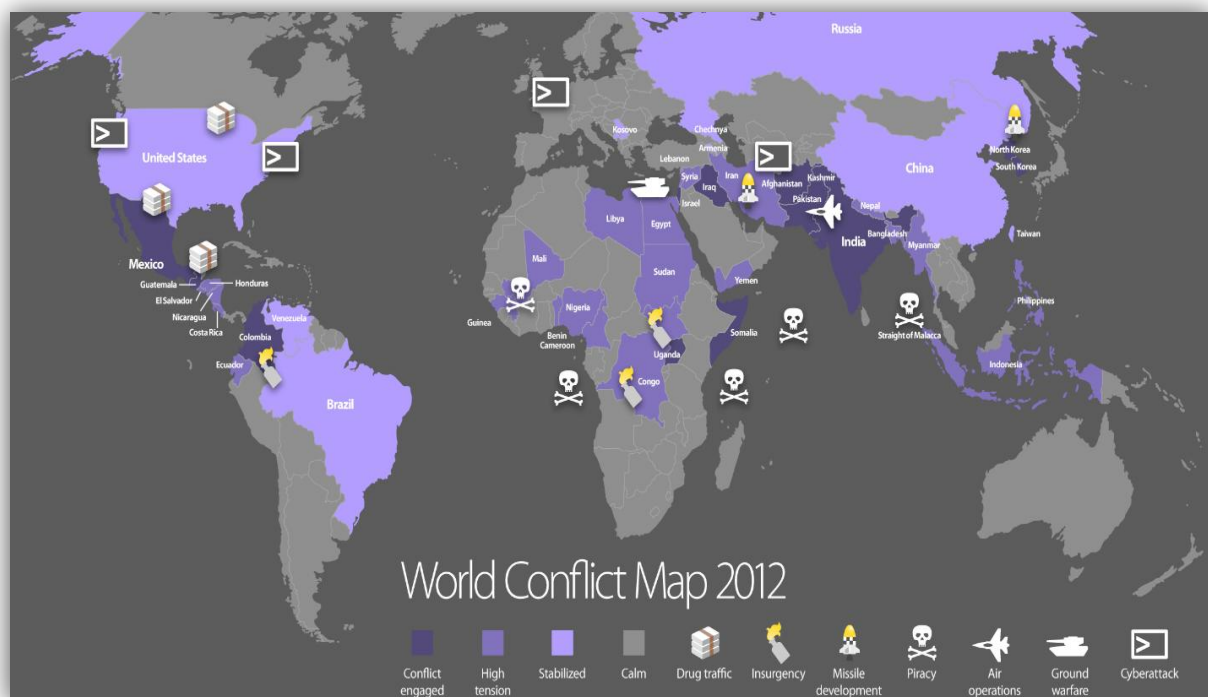 Russia
Kosovo
Chechnya
Armonia
Lebanon
United States
North Korea
South Korea
China
Syria
Iraq
Iran
Afghanistan
Kashmir
Pakistan
Israel
Nepal
Libya
Egypt
Bangladesh
India
Myanmar
Taiwan
Mexico
Guatemala
Honduras
El Salvador
Nicaragua
Costa Rica
Mali
Sudan
Yemen
Philippines
Guinea
Nigeria
Benin
Cameroon
Somalia
Straight of Malacca
Venezuela
Colombia
Ecuador
Uganda
Congo
Indonesia
Brazil
World Conflict Map 2012
Conflict
engaged
High
tension
Stabilized
Calm
Drug traffic
Insurgency
Missile
development
Piracy
Air
operations
Ground
warfare
Cyberattack